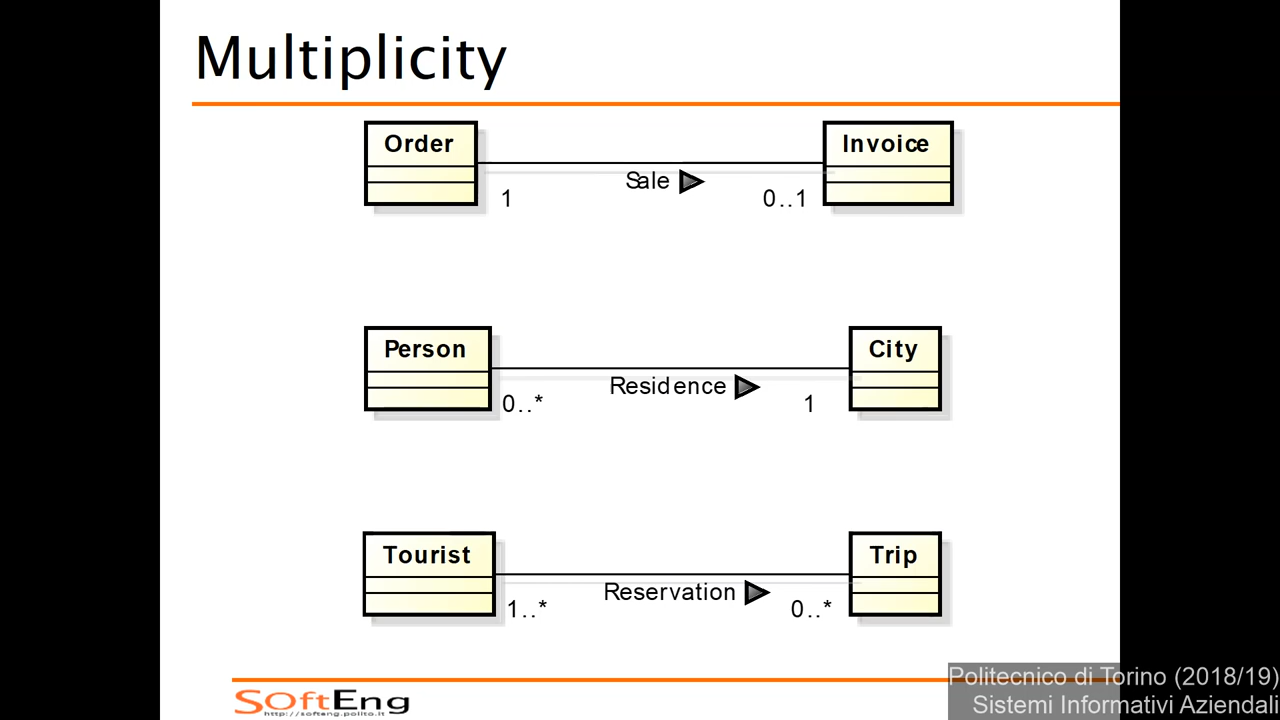 Multiplicity
Order
Invoice
Sale
1
0..1
Person
City
Residence
0..*
1
Tourist
Trip
Reservation
1..*
0..*
SoftEng
http://softeng.polito.it
Politecnico di Torino (2018/19)
Sistemi Informativi Aziendali